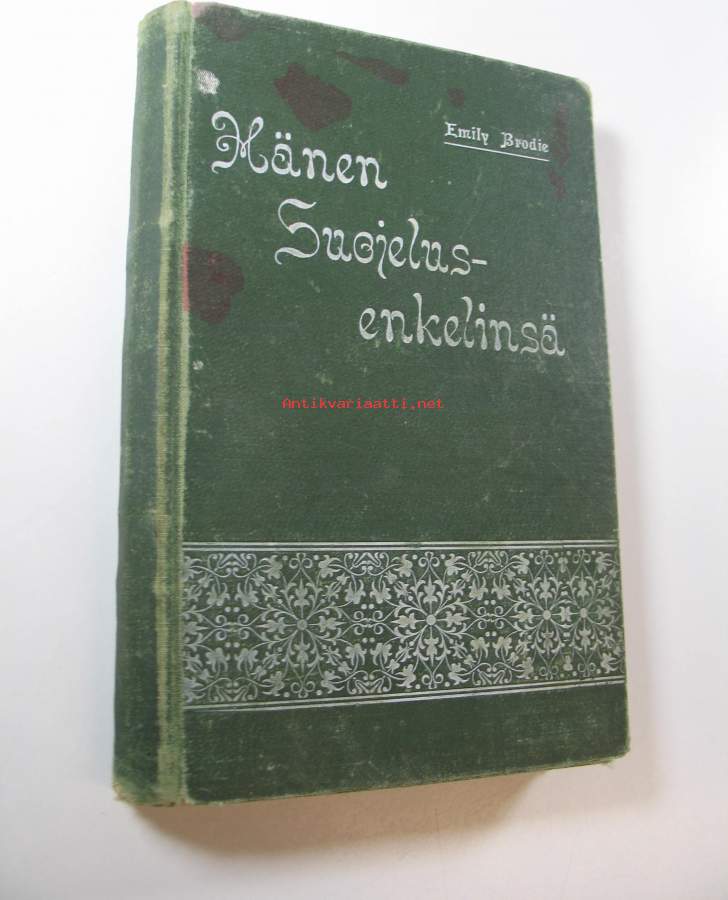 Emily Brodie
Hänen
Suojelus-
enkelinsä
Antikvariaatti.net